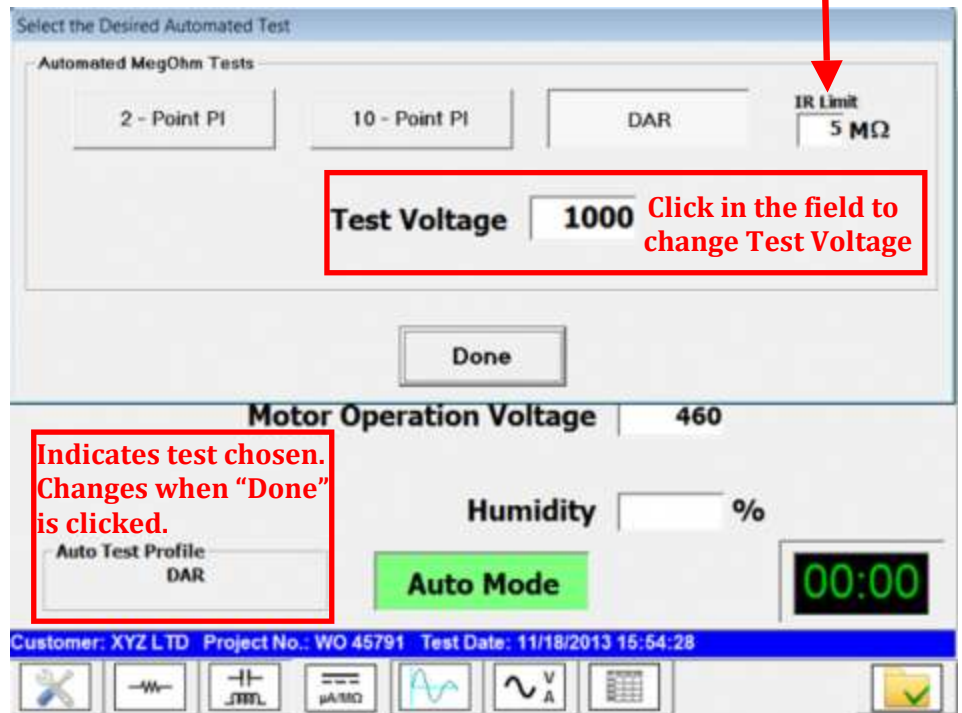 Select the Desired Automated Test
Automated MegOhm Tests
2 - Point PI
10 - Point PI
DAR
IR Limit
5 MΩ
Test Voltage 1000
Click in the field to
change Test Voltage
Done
Motor Operation Voltage 460
Indicates test chosen.
Changes when “Done”
is clicked.
Humidity %
Auto Test Profile
DAR
Auto Mode
00:00
Customer: XYZ LTD Project No.: WO 45791 Test Date: 11/18/2013 15:54:28
µA/MΩ
V
A